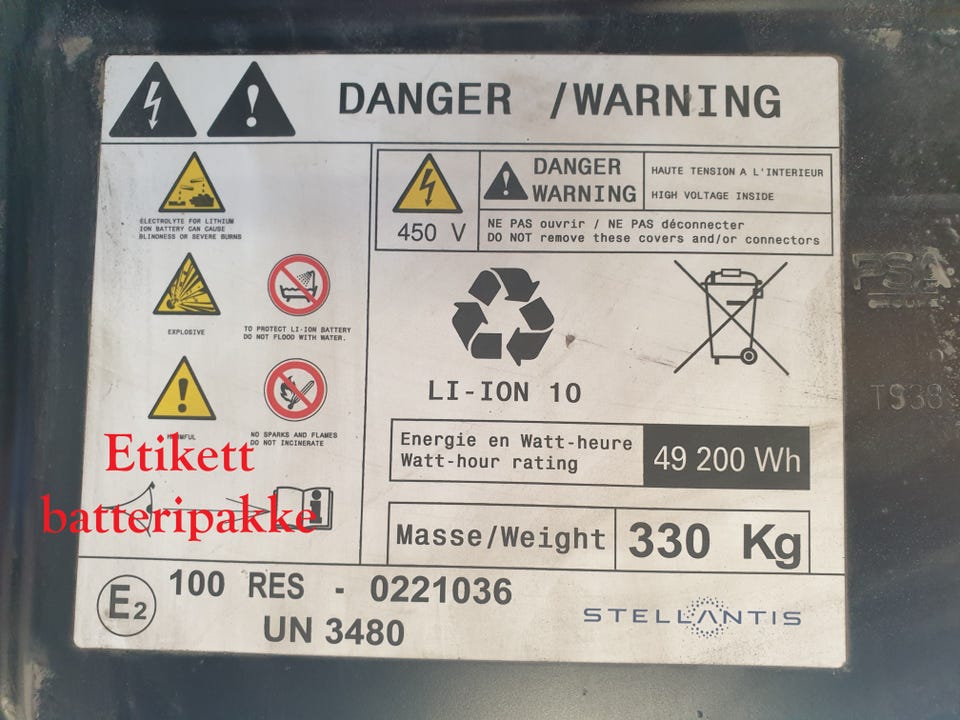 DANGER /WARNING
ELECTROLYTE FOR LITHIUM
ION BATTERY CAN CAUSE
BLINDNESS OR SEVERE BURNS
EXPLOSIVE
TO PROTECT LI-ION BATTERY
DO NOT FLOOD WITH WATER.
HARMFUL
NO SPARKS AND FLAMES
DO NOT INCINERATE
Etikett
batteripakke
i
450 V
DANGER
WARNING
HAUTE TENSION A L'INTERIEUR
HIGH VOLTAGE INSIDE
NE PAS ouvrir / NE PAS déconnecter
DO NOT remove these covers and/or connectors
LI-ION 10
Energie en Watt-heure
Watt-hour rating
49 200 Wh
Masse/Weight
330 Kg
E2
100 RES - 0221036
UN 3480
STELLANTIS
PSA
GROUPE